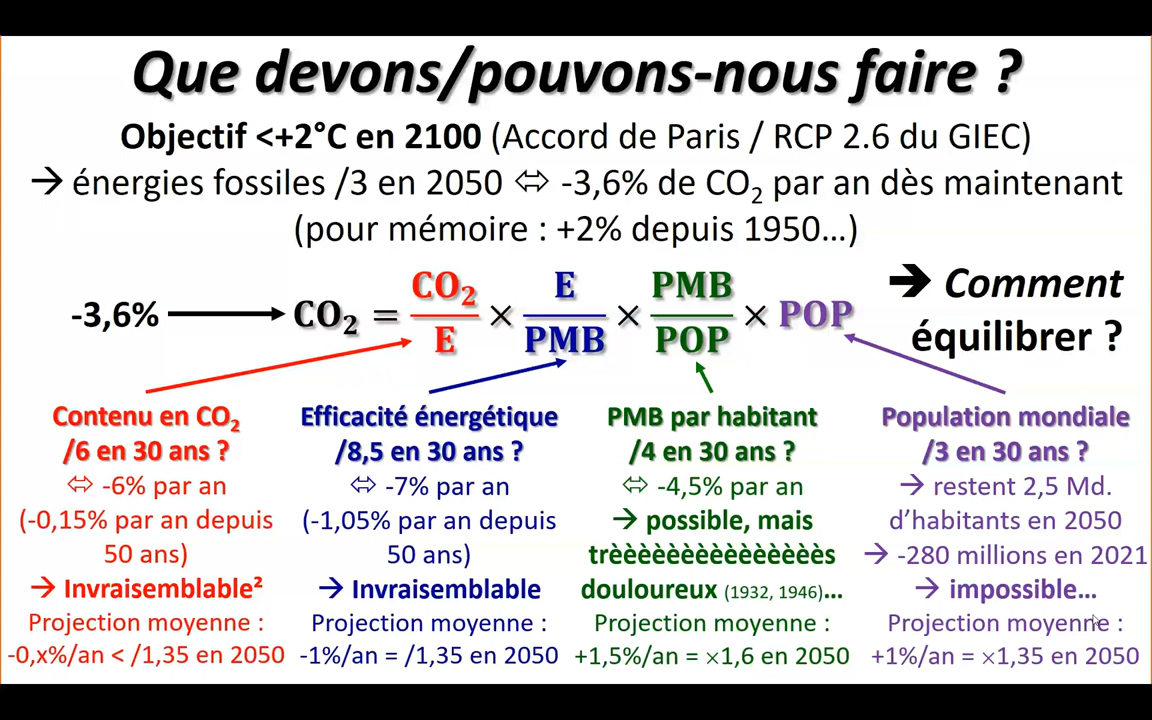 Que devons/pouvons-nous faire ?
Objectif <+2°C en 2100 (Accord de Paris / RCP 2.6 du GIEC)
→ énergies fossiles /3 en 2050 ⇔ -3,6% de CO₂ par an dès maintenant
(pour mémoire : +2% depuis 1950…)
-3,6% → CO₂ = CO₂/E × E/PMB × PMB/POP × POP
➔ Comment
équilibrer ?
Contenu en CO₂
/6 en 30 ans ?
⇔ -6% par an
(-0,15% par an depuis
50 ans)
→ Invraisemblable²
Projection moyenne :
-0,x%/an < /1,35 en 2050
Efficacité énergétique
/8,5 en 30 ans ?
⇔ -7% par an
(-1,05% par an depuis
50 ans)
→ Invraisemblable
Projection moyenne :
-1%/an = /1,35 en 2050
PMB par habitant
/4 en 30 ans ?
⇔ -4,5% par an
→ possible, mais
trèèèèèèèèèèèèèèès
douloureux (1932, 1946)…
Projection moyenne :
+1,5%/an = ×1,6 en 2050
Population mondiale
/3 en 30 ans ?
→ restent 2,5 Md.
d’habitants en 2050
→ -280 millions en 2021
→ impossible…
Projection moyenne :
+1%/an = ×1,35 en 2050